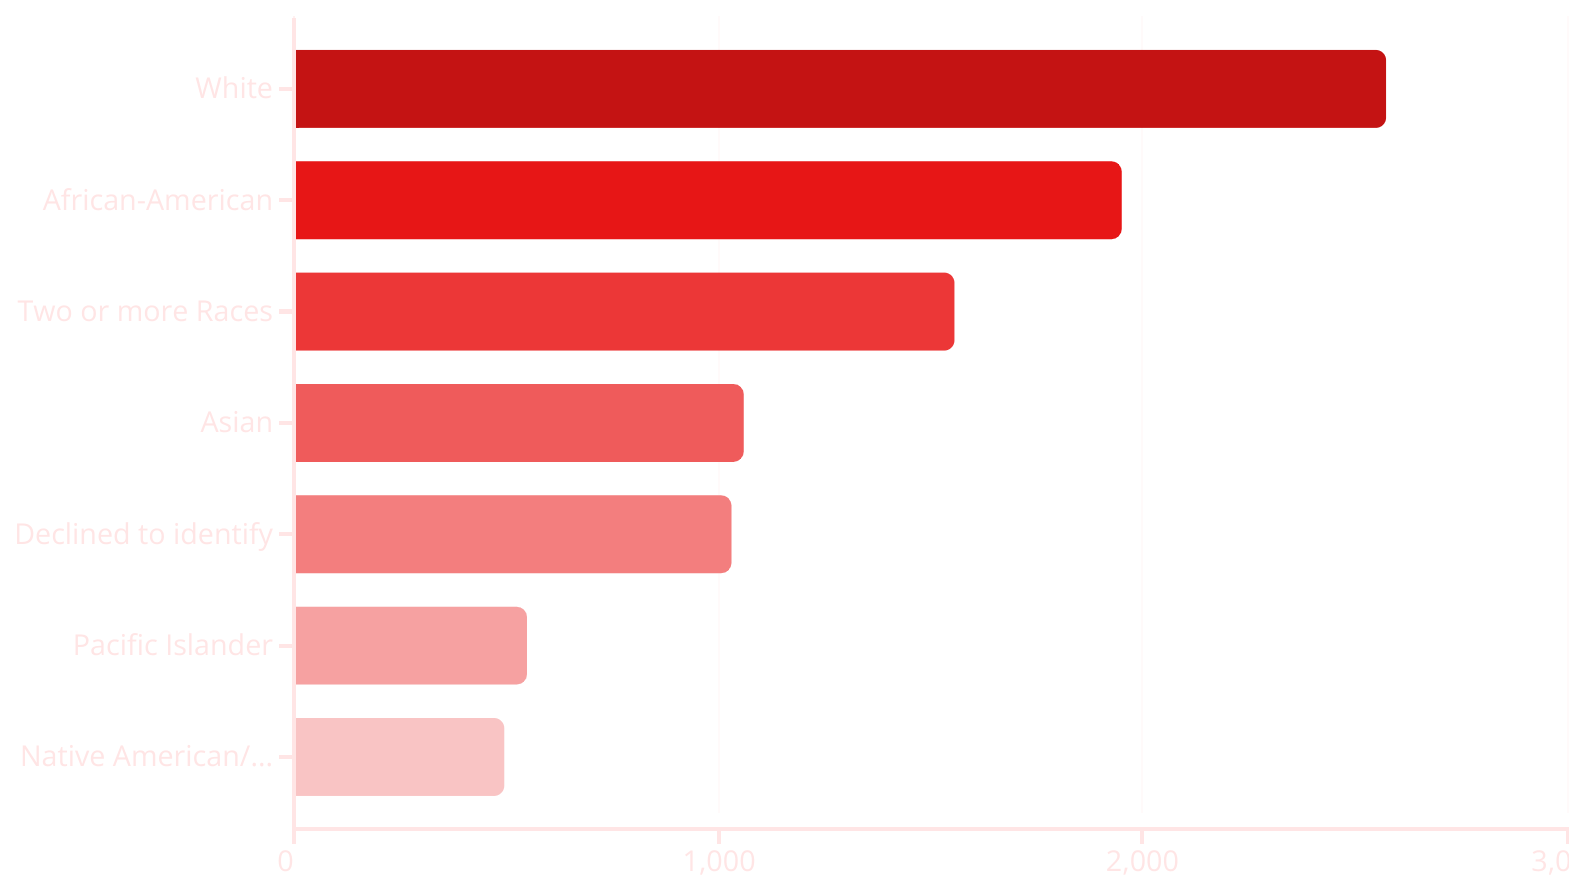 White
African-American
Two or more Races
Asian
Declined to identify
Pacific Islander
Native American/...
0 1,000 2,000 3,0